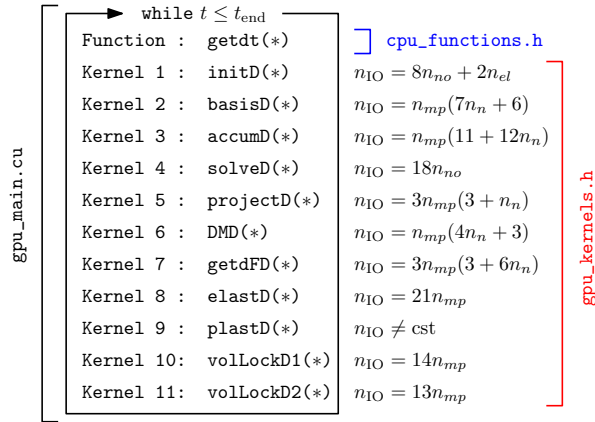 while t ≤ t_end
Function : getdt(*) cpu_functions.h
Kernel 1 : initD(*) n_IO = 8n_no + 2n_el
Kernel 2 : basisD(*) n_IO = n_mp(7n_n + 6)
Kernel 3 : accumD(*) n_IO = n_mp(11 + 12n_n)
Kernel 4 : solveD(*) n_IO = 18n_no
Kernel 5 : projectD(*) n_IO = 3n_mp(3 + n_n)
Kernel 6 : DMD(*) n_IO = n_mp(4n_n + 3)
Kernel 7 : getdFD(*) n_IO = 3n_mp(3 + 6n_n)
Kernel 8 : elastD(*) n_IO = 21n_mp
Kernel 9 : plastD(*) n_IO ≠ cst
Kernel 10: volLockD1(*) n_IO = 14n_mp
Kernel 11: volLockD2(*) n_IO = 13n_mp
gpu_main.cu
gpu_kernels.h